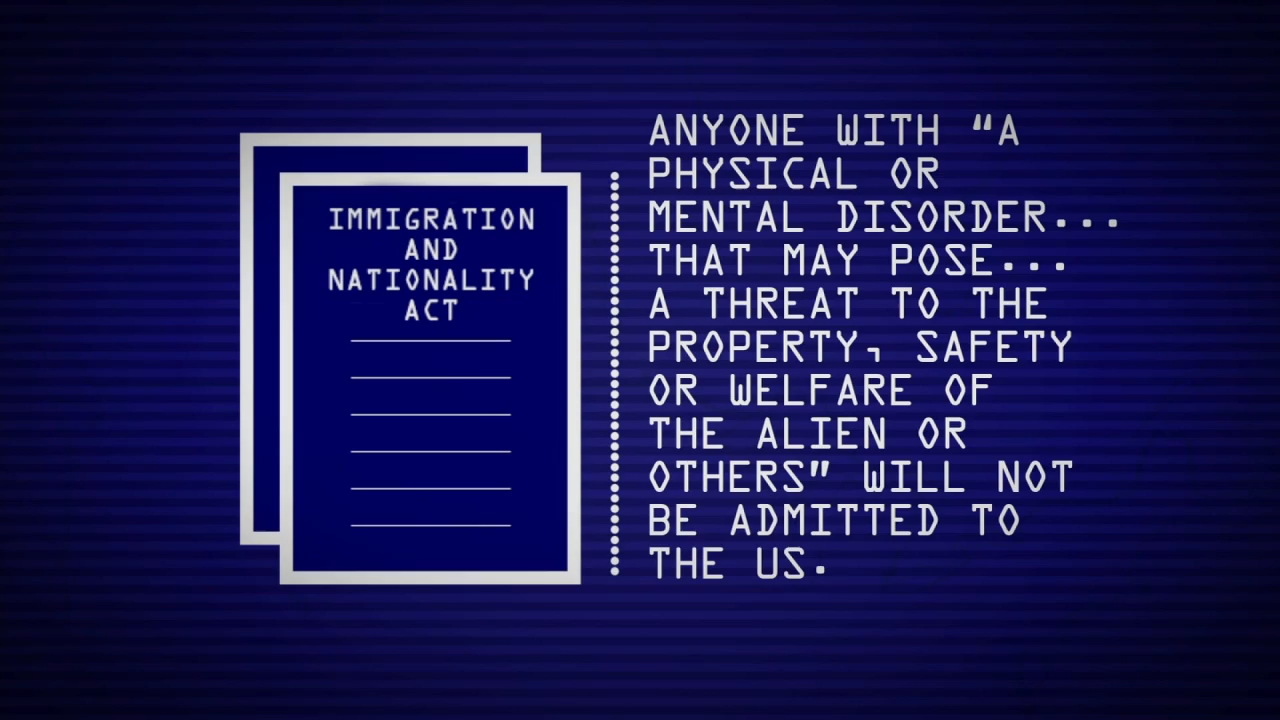 IMMIGRATION
AND
NATIONALITY
ACT
ANYONE WITH “A
PHYSICAL OR
MENTAL DISORDER...
THAT MAY POSE...
A THREAT TO THE
PROPERTY, SAFETY
OR WELFARE OF
THE ALIEN OR
OTHERS” WILL NOT
BE ADMITTED TO
THE US.